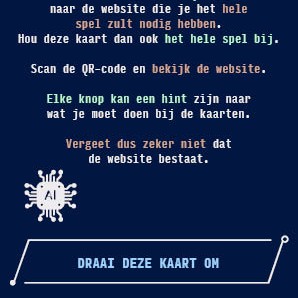 naar de website die je het hele
spel zult nodig hebben.
Hou deze kaart dan ook het hele spel bij.
Scan de QR-code en bekijk de website.
Elke knop kan een hint zijn naar
wat je moet doen bij de kaarten.
Vergeet dus zeker niet dat
de website bestaat.
AI
DRAAI DEZE KAART OM